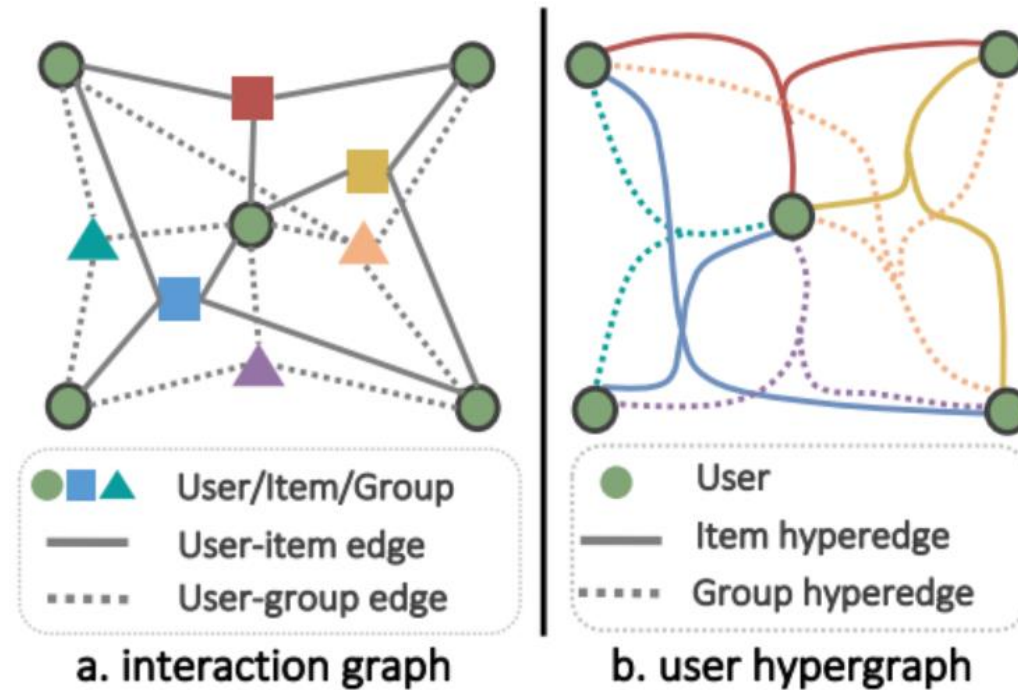 User/Item/Group
User-item edge
User-group edge
a. interaction graph
User
Item hyperedge
Group hyperedge
b. user hypergraph